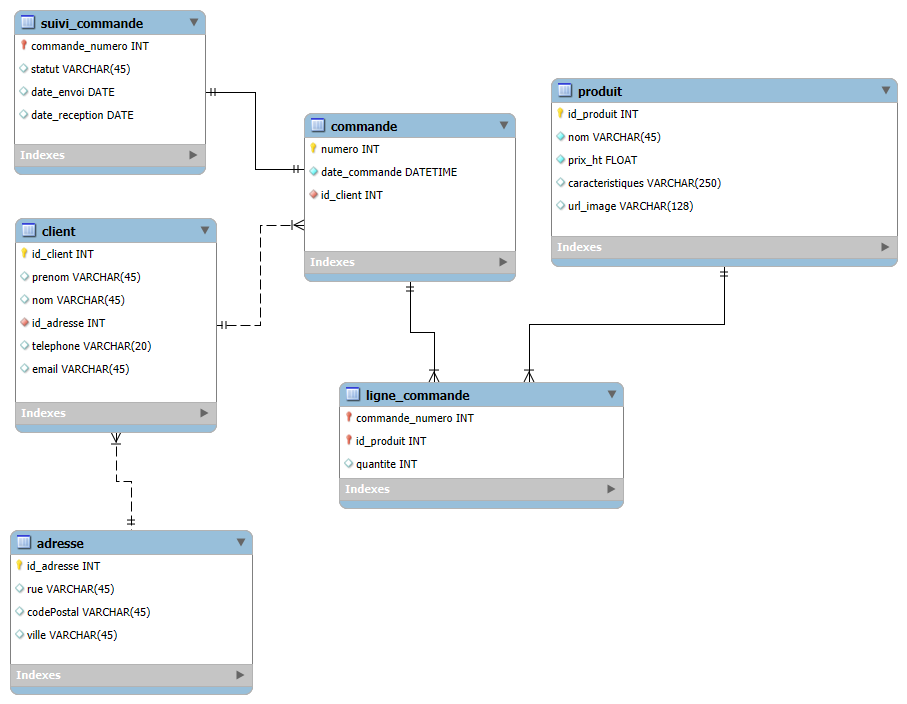 suivi_commande
commande_numero INT
statut VARCHAR(45)
date_envoi DATE
date_reception DATE
Indexes
commande
numero INT
date_commande DATETIME
id_client INT
Indexes
produit
id_produit INT
nom VARCHAR(45)
prix_ht FLOAT
caracteristiques VARCHAR(250)
url_image VARCHAR(128)
Indexes
client
id_client INT
prenom VARCHAR(45)
nom VARCHAR(45)
id_adresse INT
telephone VARCHAR(20)
email VARCHAR(45)
Indexes
ligne_commande
commande_numero INT
id_produit INT
quantite INT
Indexes
adresse
id_adresse INT
rue VARCHAR(45)
codePostal VARCHAR(45)
ville VARCHAR(45)
Indexes